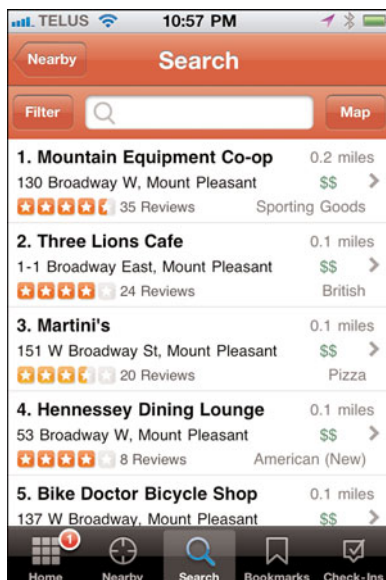 TELUS 10:57 PM
Nearby Search
Filter Map
1. Mountain Equipment Co-op 0.2 miles
130 Broadway W, Mount Pleasant $$
35 Reviews Sporting Goods
2. Three Lions Cafe 0.1 miles
1-1 Broadway East, Mount Pleasant $$
24 Reviews British
3. Martini's 0.1 miles
151 W Broadway St, Mount Pleasant $$
20 Reviews Pizza
4. Hennessey Dining Lounge 0.1 miles
53 Broadway W, Mount Pleasant $$
8 Reviews American (New)
5. Bike Doctor Bicycle Shop 0.1 miles
137 W Broadway, Mount Pleasant $$
1
Home Nearby Search Bookmarks Check-Ins